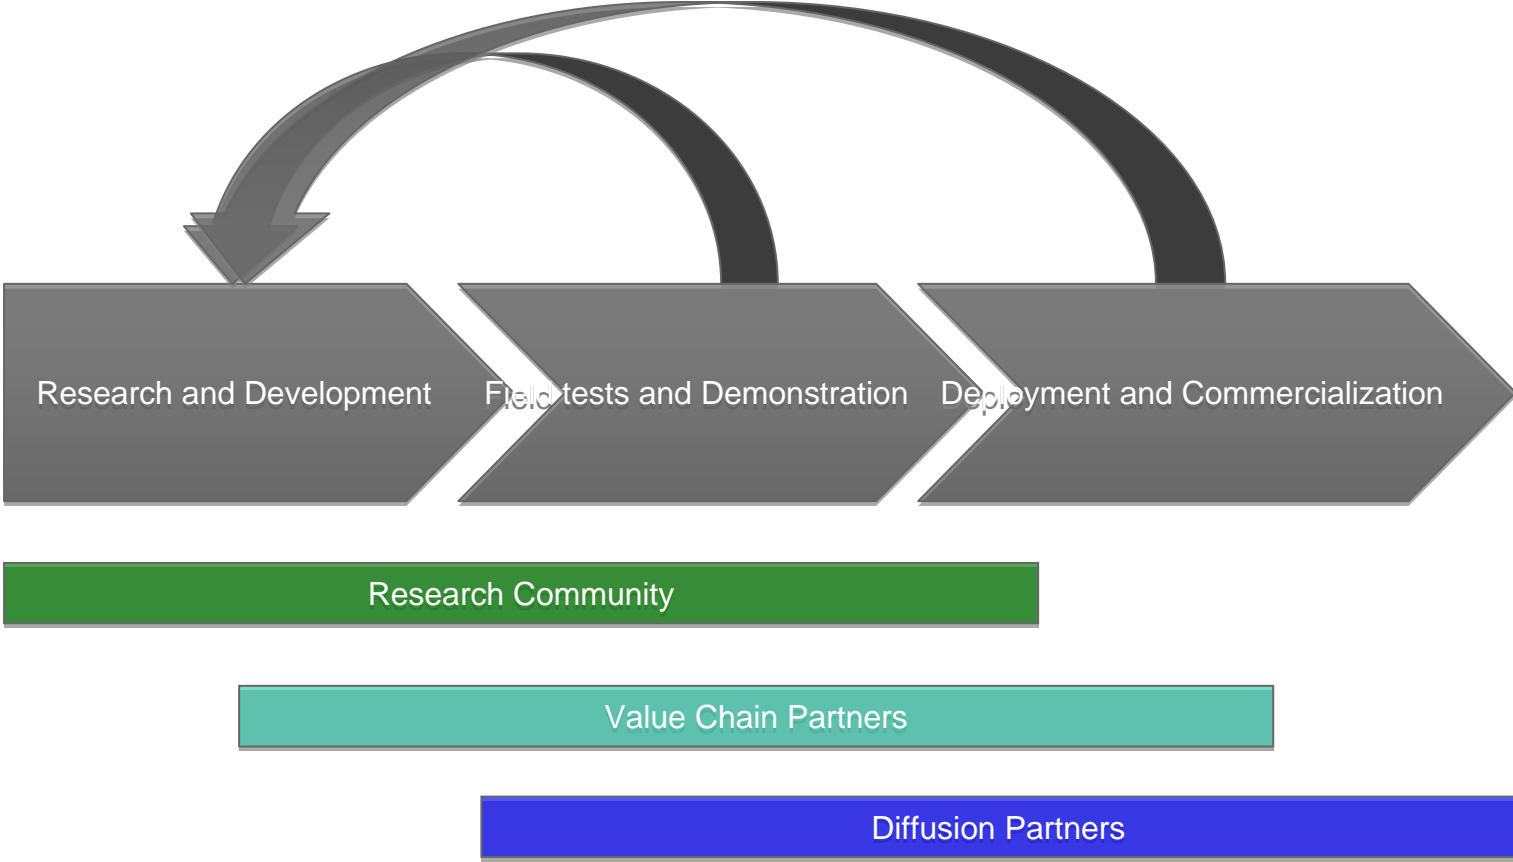 Research and Development
Field tests and Demonstration
Deployment and Commercialization
Research Community
Value Chain Partners
Diffusion Partners